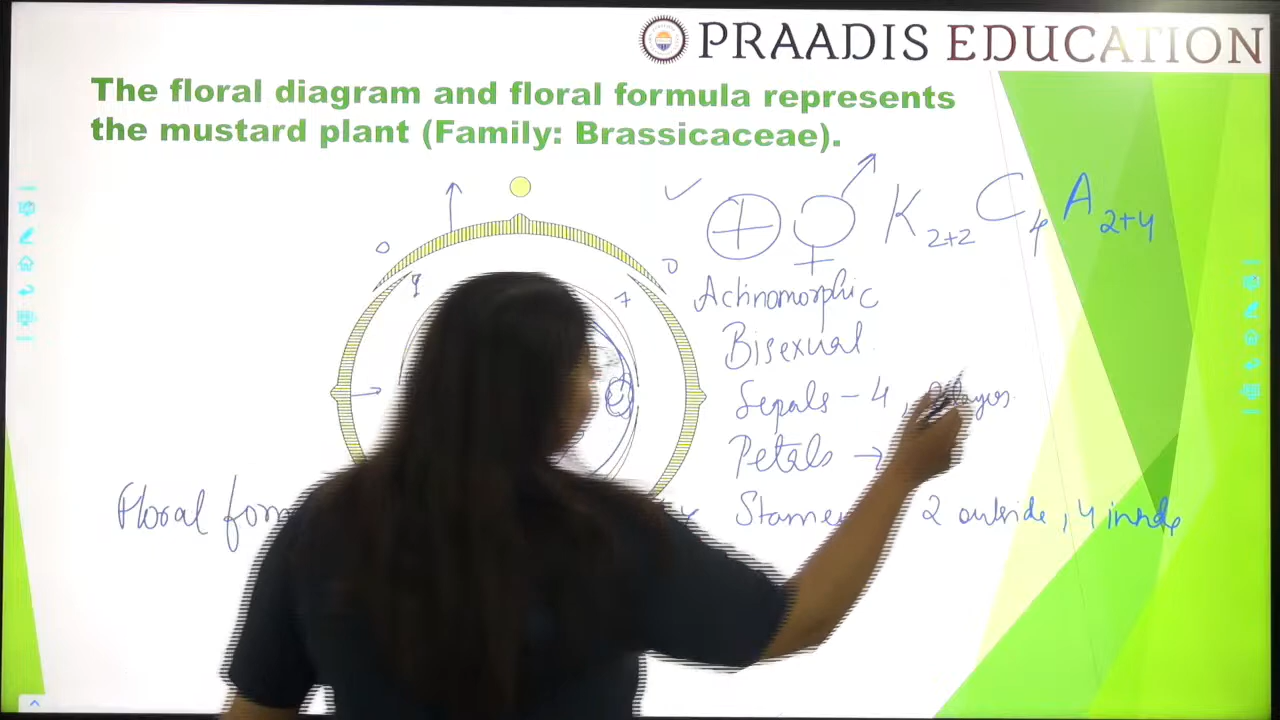 PRAADIS EDUCATION
The floral diagram and floral formula represents
the mustard plant (Family: Brassicaceae).
⊕ ⚥ K2+2 C4 A2+4
Actinomorphic
Bisexual
Sepals - 4, layers
Petals →
Floral 2 outside, 4 inside